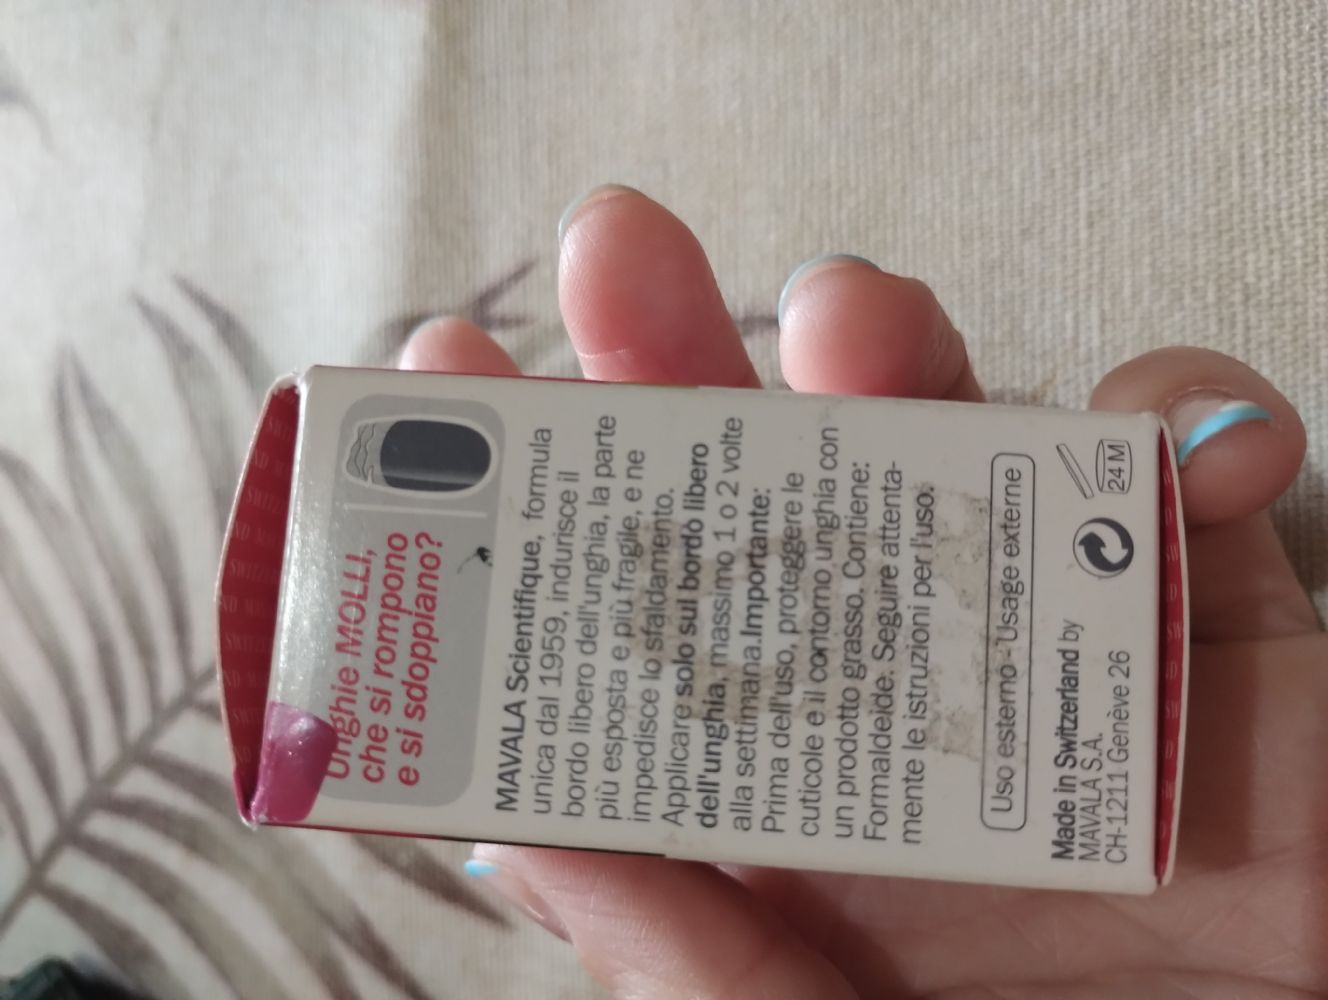 Unghie MOLLI,
che si rompono
e si sdoppiano?
MAVALA Scientifique, formula
unica dal 1959, indurisce il
bordo libero dell'unghia, la parte
più esposta e più fragile, e ne
impedisce lo sfaldamento.
Applicare solo sul bordo libero
dell'unghia, massimo 1 o 2 volte
alla settimana.Importante:
Prima dell'uso, proteggere le
cuticole e il contorno unghia con
un prodotto grasso. Contiene:
Formaldeide. Seguire attenta-
mente le istruzioni per l'uso.
Uso esterno - Usage externe
Made in Switzerland by
MAVALA S.A.
CH-1211 Genève 26
24 M